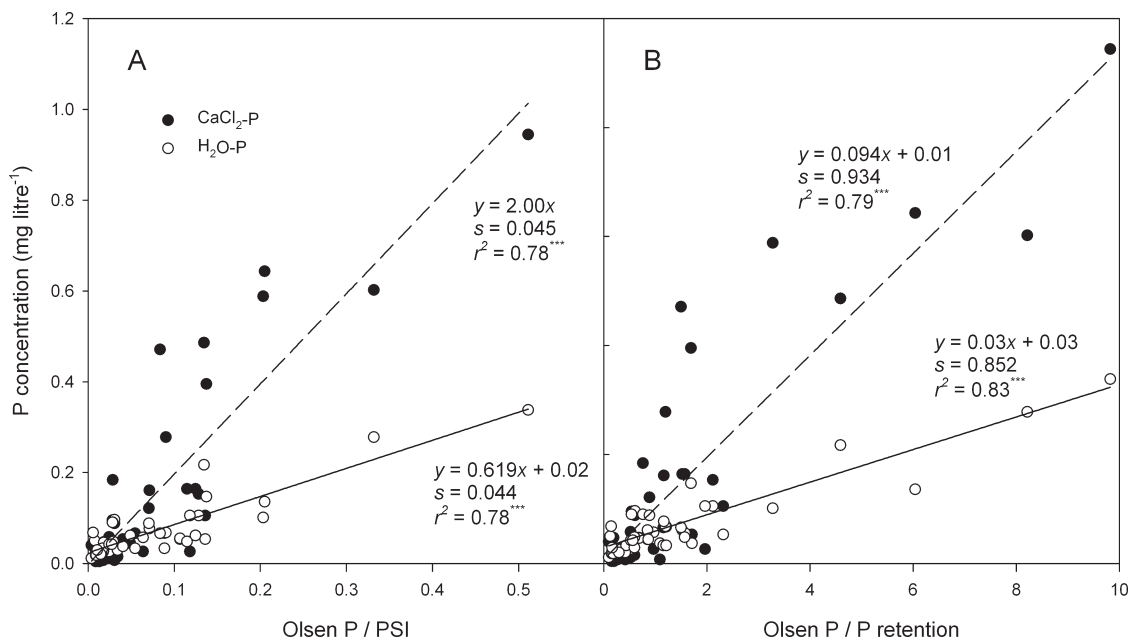 A
B
CaCl2-P
H2O-P
P concentration (mg litre-1)
1.2
1.0
0.8
0.6
0.4
0.2
0.0
y = 2.00x
s = 0.045
r2 = 0.78***
y = 0.619x + 0.02
s = 0.044
r2 = 0.78***
y = 0.094x + 0.01
s = 0.934
r2 = 0.79***
y = 0.03x + 0.03
s = 0.852
r2 = 0.83***
0.0 0.1 0.2 0.3 0.4 0.5
0 2 4 6 8 10
Olsen P / PSI
Olsen P / P retention